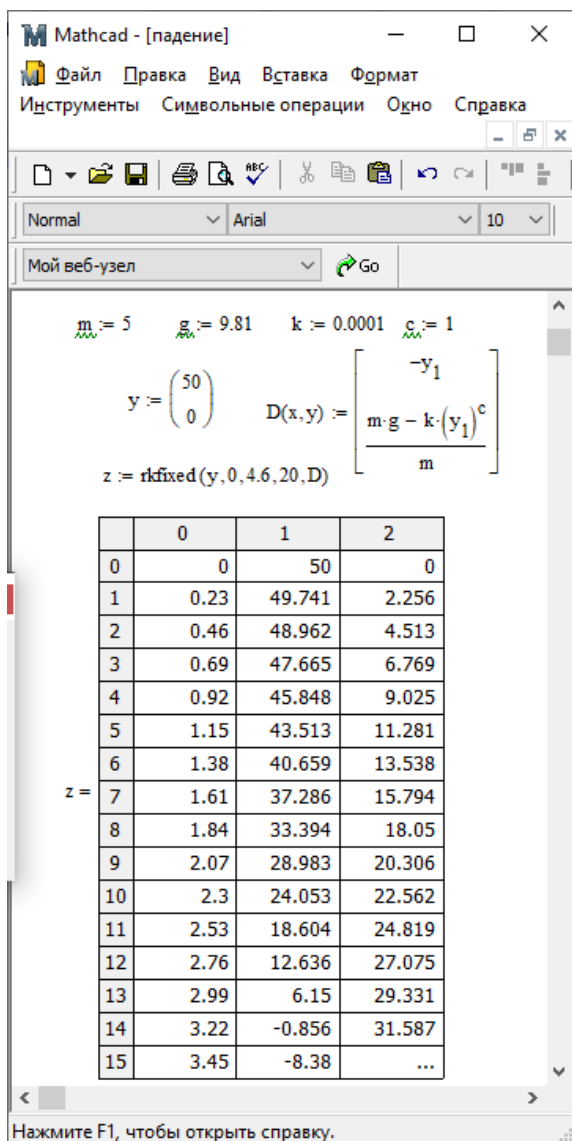 Mathcad - [падение]
Файл Правка Вид Вставка Формат
Инструменты Символьные операции Окно Справка
Normal Arial 10
Мой веб-узел Go
m := 5 g := 9.81 k := 0.0001 c := 1
y := (50 0) D(x,y) := [-y1 (m·g − k·(y1)^c)/m]
z := rkfixed(y,0,4.6,20,D)
0 1 2
0 0 50 0
1 0.23 49.741 2.256
2 0.46 48.962 4.513
3 0.69 47.665 6.769
4 0.92 45.848 9.025
5 1.15 43.513 11.281
6 1.38 40.659 13.538
z = 7 1.61 37.286 15.794
8 1.84 33.394 18.05
9 2.07 28.983 20.306
10 2.3 24.053 22.562
11 2.53 18.604 24.819
12 2.76 12.636 27.075
13 2.99 6.15 29.331
14 3.22 -0.856 31.587
15 3.45 -8.38 ...
Нажмите F1, чтобы открыть справку.